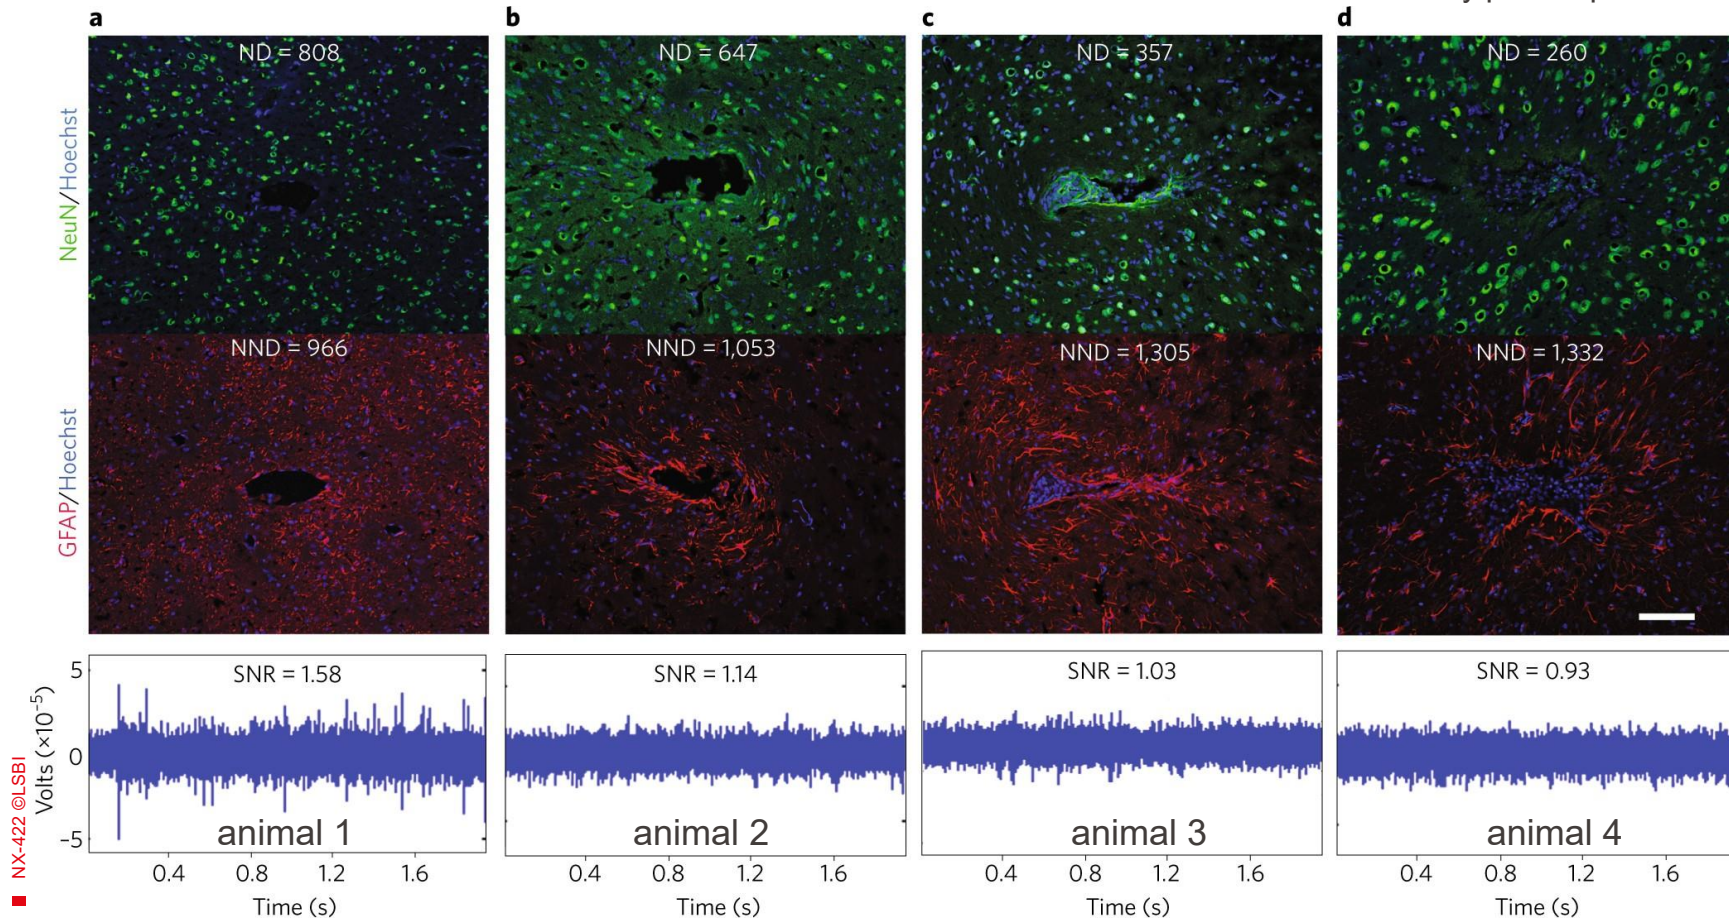 a
b
c
d
ND = 808
ND = 647
ND = 357
ND = 260
NeuN/Hoechst
NND = 966
NND = 1,053
NND = 1,305
NND = 1,332
GFAP/Hoechst
SNR = 1.58
SNR = 1.14
SNR = 1.03
SNR = 0.93
Volts (×10⁻⁵)
5
0
−5
animal 1
animal 2
animal 3
animal 4
0.4 0.8 1.2 1.6
0.4 0.8 1.2 1.6
0.4 0.8 1.2 1.6
0.4 0.8 1.2 1.6
Time (s)
Time (s)
Time (s)
Time (s)
NX-422 ©LSBI